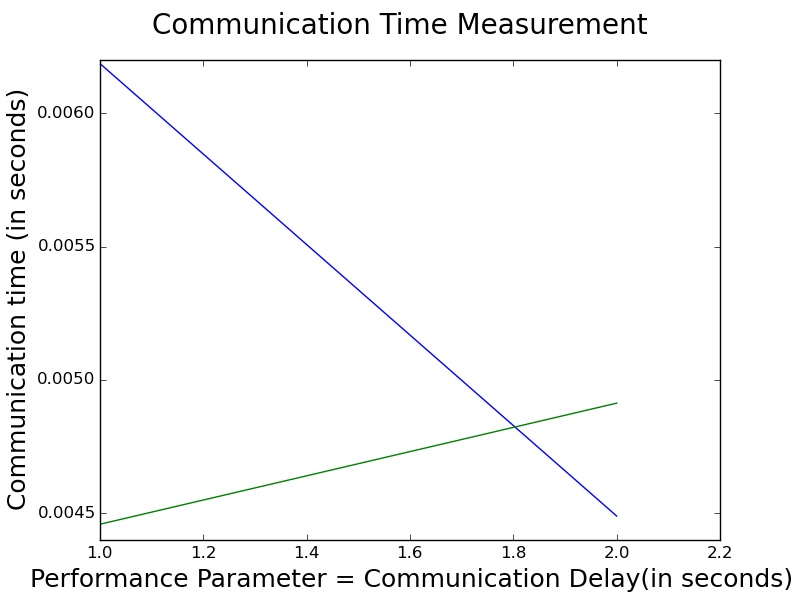 Communication Time Measurement
Communication time (in seconds)
0.0060
0.0055
0.0050
0.0045
1.0 1.2 1.4 1.6 1.8 2.0 2.2
Performance Parameter = Communication Delay(in seconds)